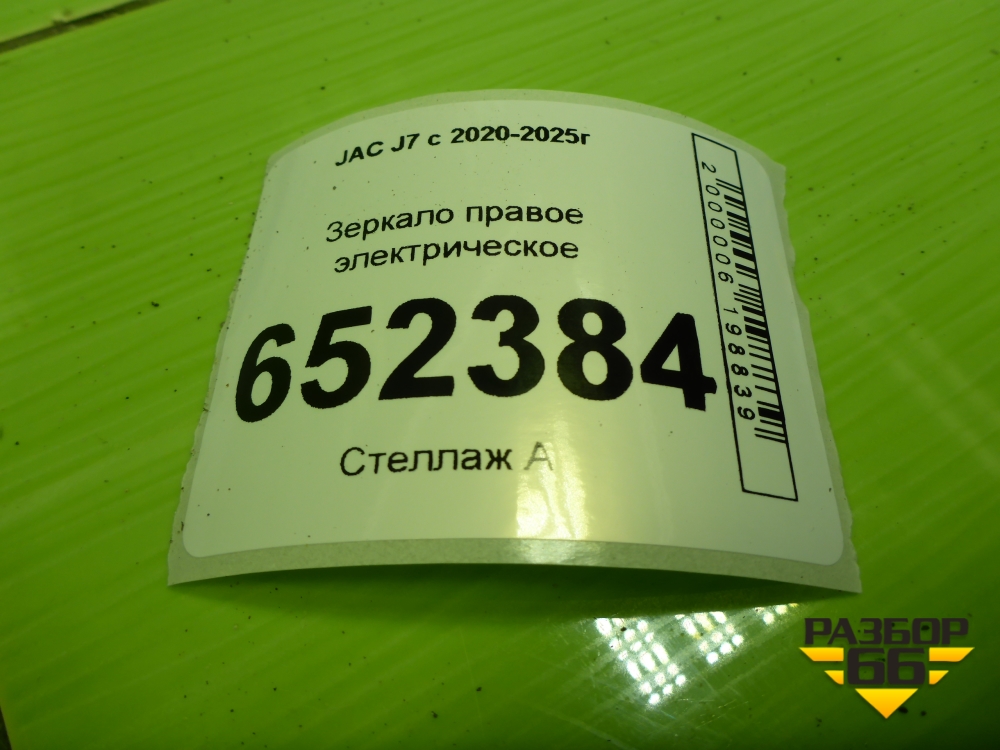 JAC J7 с 2020-2025г
Зеркало правое
электрическое
652384
Стеллаж А
2000006198839
РАЗБОР
66